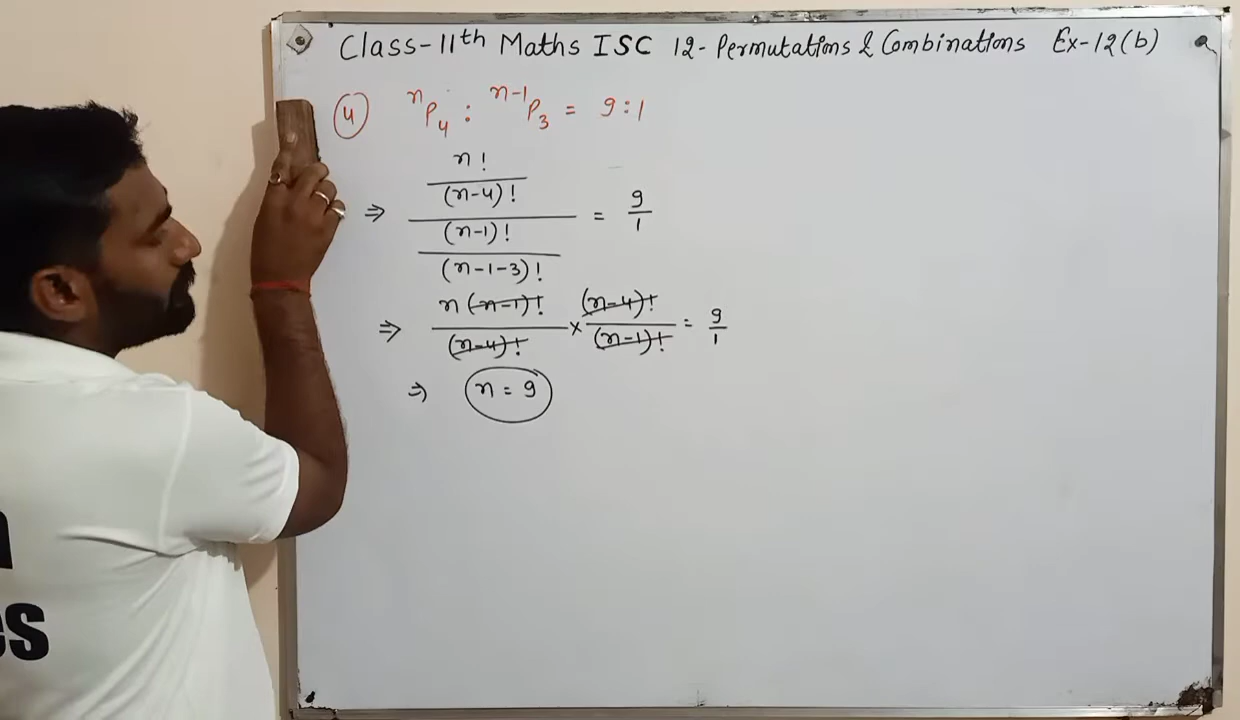 Class-11th Maths ISC 12-Permutations & Combinations Ex-12(b)
4 ⁿP₄ : ⁿ⁻¹P₃ = 9:1
n!
(n-4)!
⇒ = 9/1
(n-1)!
(n-1-3)!
⇒ n(n-1)!/(n-4)! × (n-4)!/(n-1)! = 9/1
⇒ n = 9